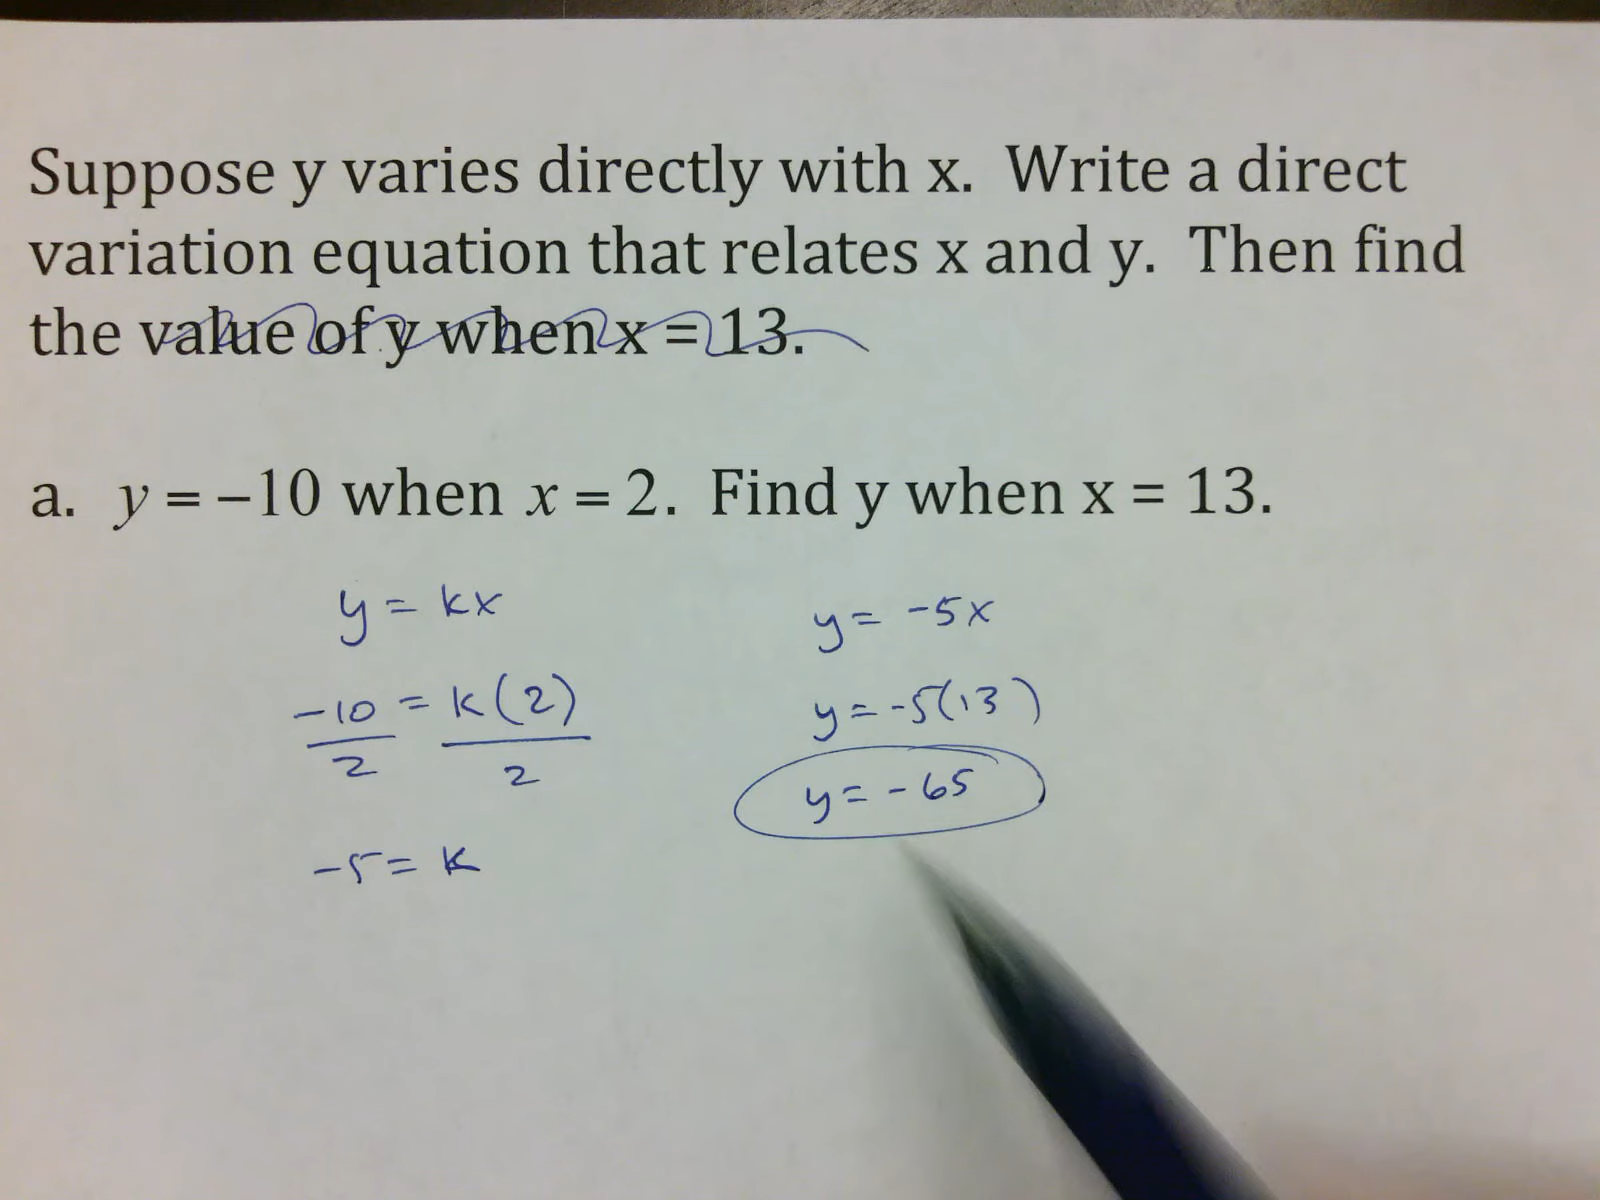 Suppose y varies directly with x. Write a direct
variation equation that relates x and y. Then find
the value of y when x = 13.
a. y = −10 when x = 2. Find y when x = 13.
y = kx
-10 = k(2)
2 2
-5 = k
y = -5x
y = -5(13)
y = -65